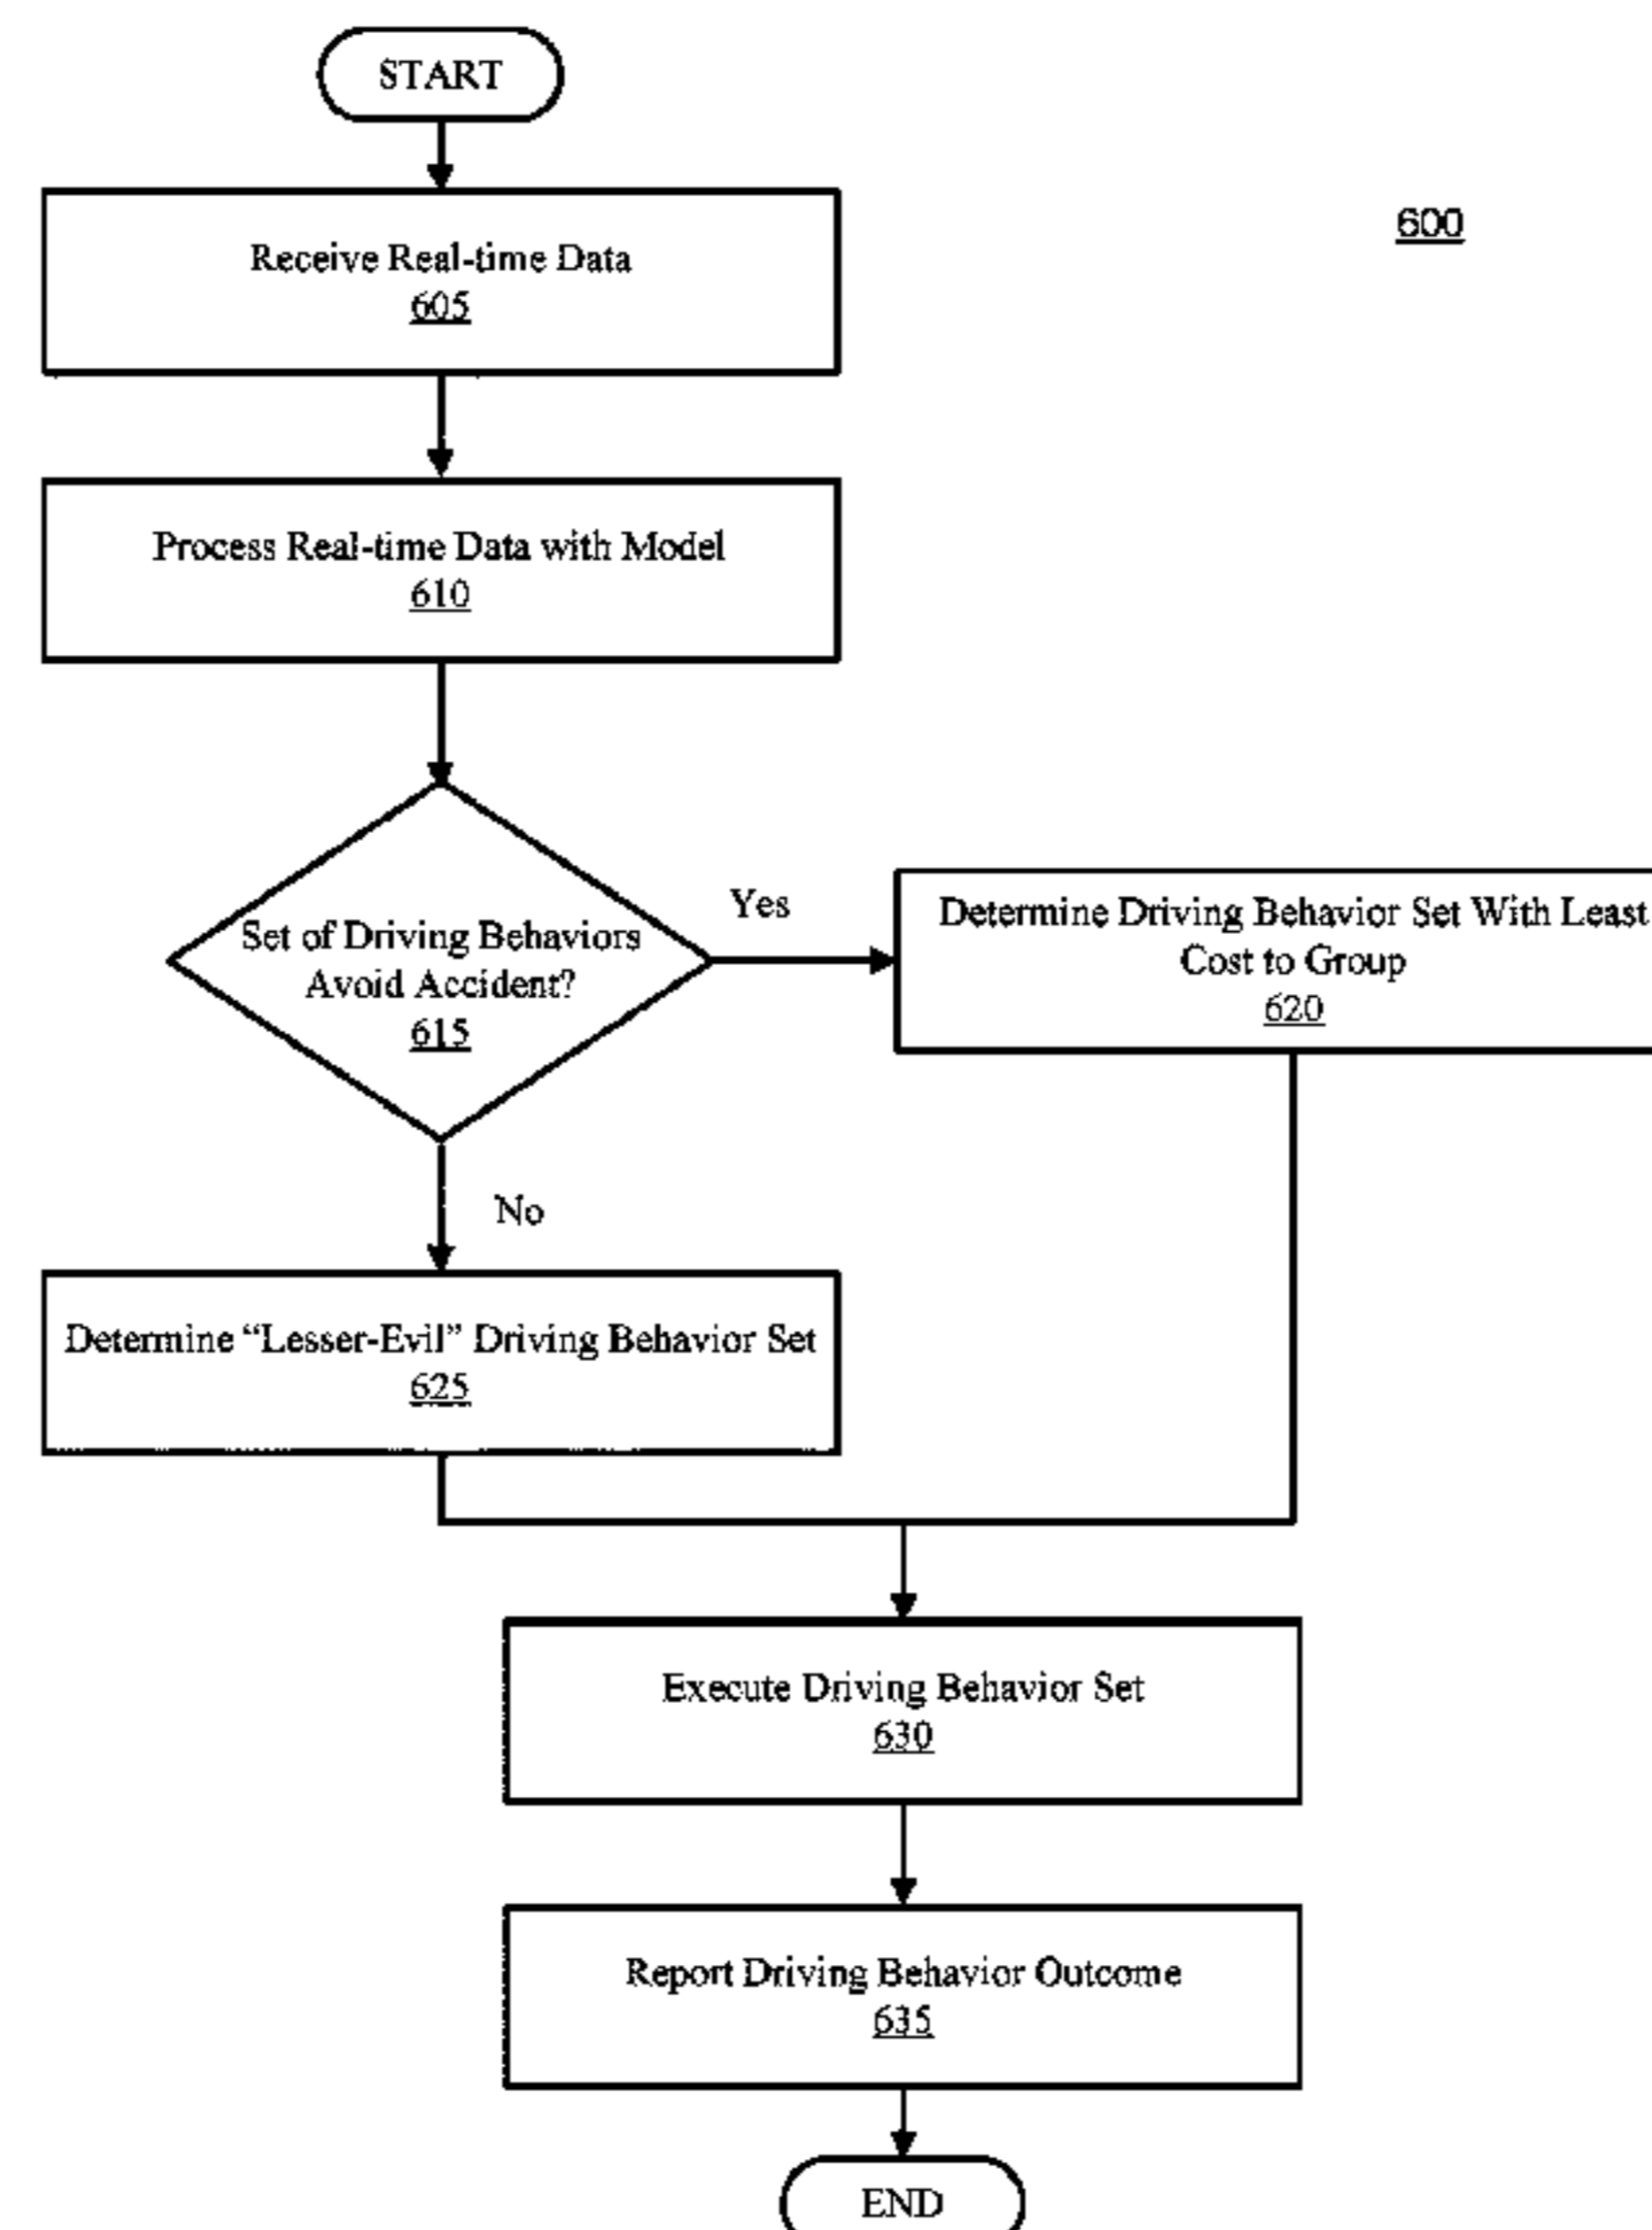 START
Receive Real-time Data
605
600
Process Real-time Data with Model
610
Set of Driving Behaviors
Avoid Accident?
615
Yes
Determine Driving Behavior Set With Least
Cost to Group
620
No
Determine “Lesser-Evil” Driving Behavior Set
625
Execute Driving Behavior Set
630
Report Driving Behavior Outcome
635
END